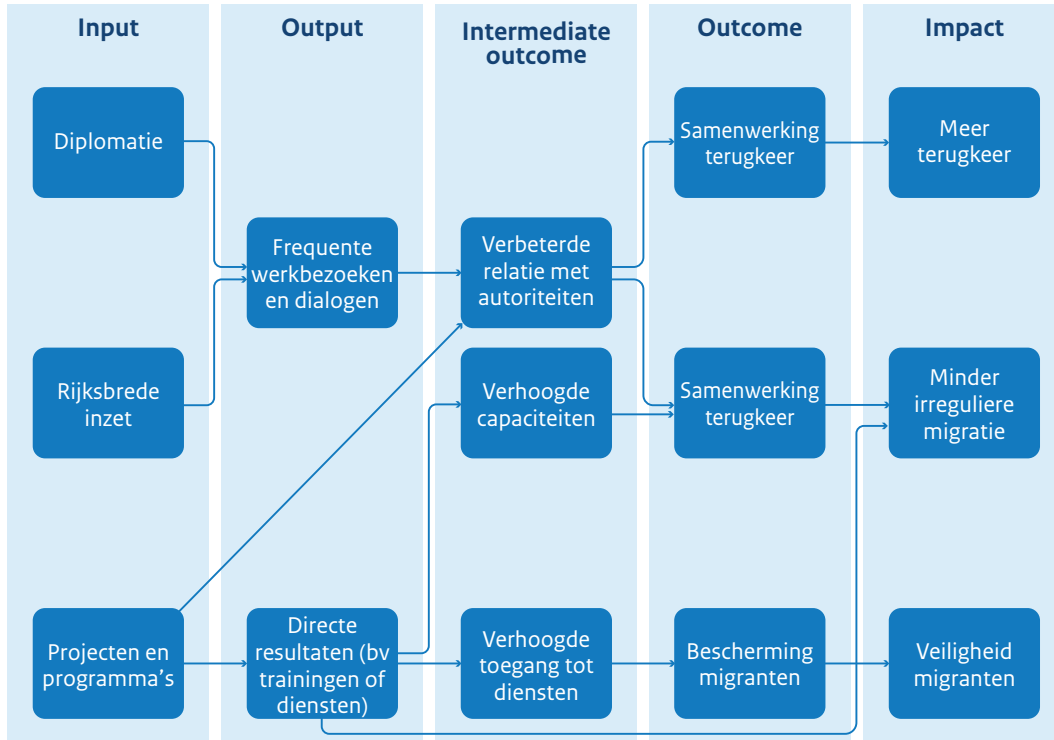 Input
Output
Intermediate
outcome
Outcome
Impact
Diplomatie
Samenwerking
terugkeer
Meer
terugkeer
Frequente
werkbezoeken
en dialogen
Verbeterde
relatie met
autoriteiten
Rijksbrede
inzet
Verhoogde
capaciteiten
Samenwerking
terugkeer
Minder
irreguliere
migratie
Projecten en
programma's
Directe
resultaten (bv
trainingen of
diensten)
Verhoogde
toegang tot
diensten
Bescherming
migranten
Veiligheid
migranten